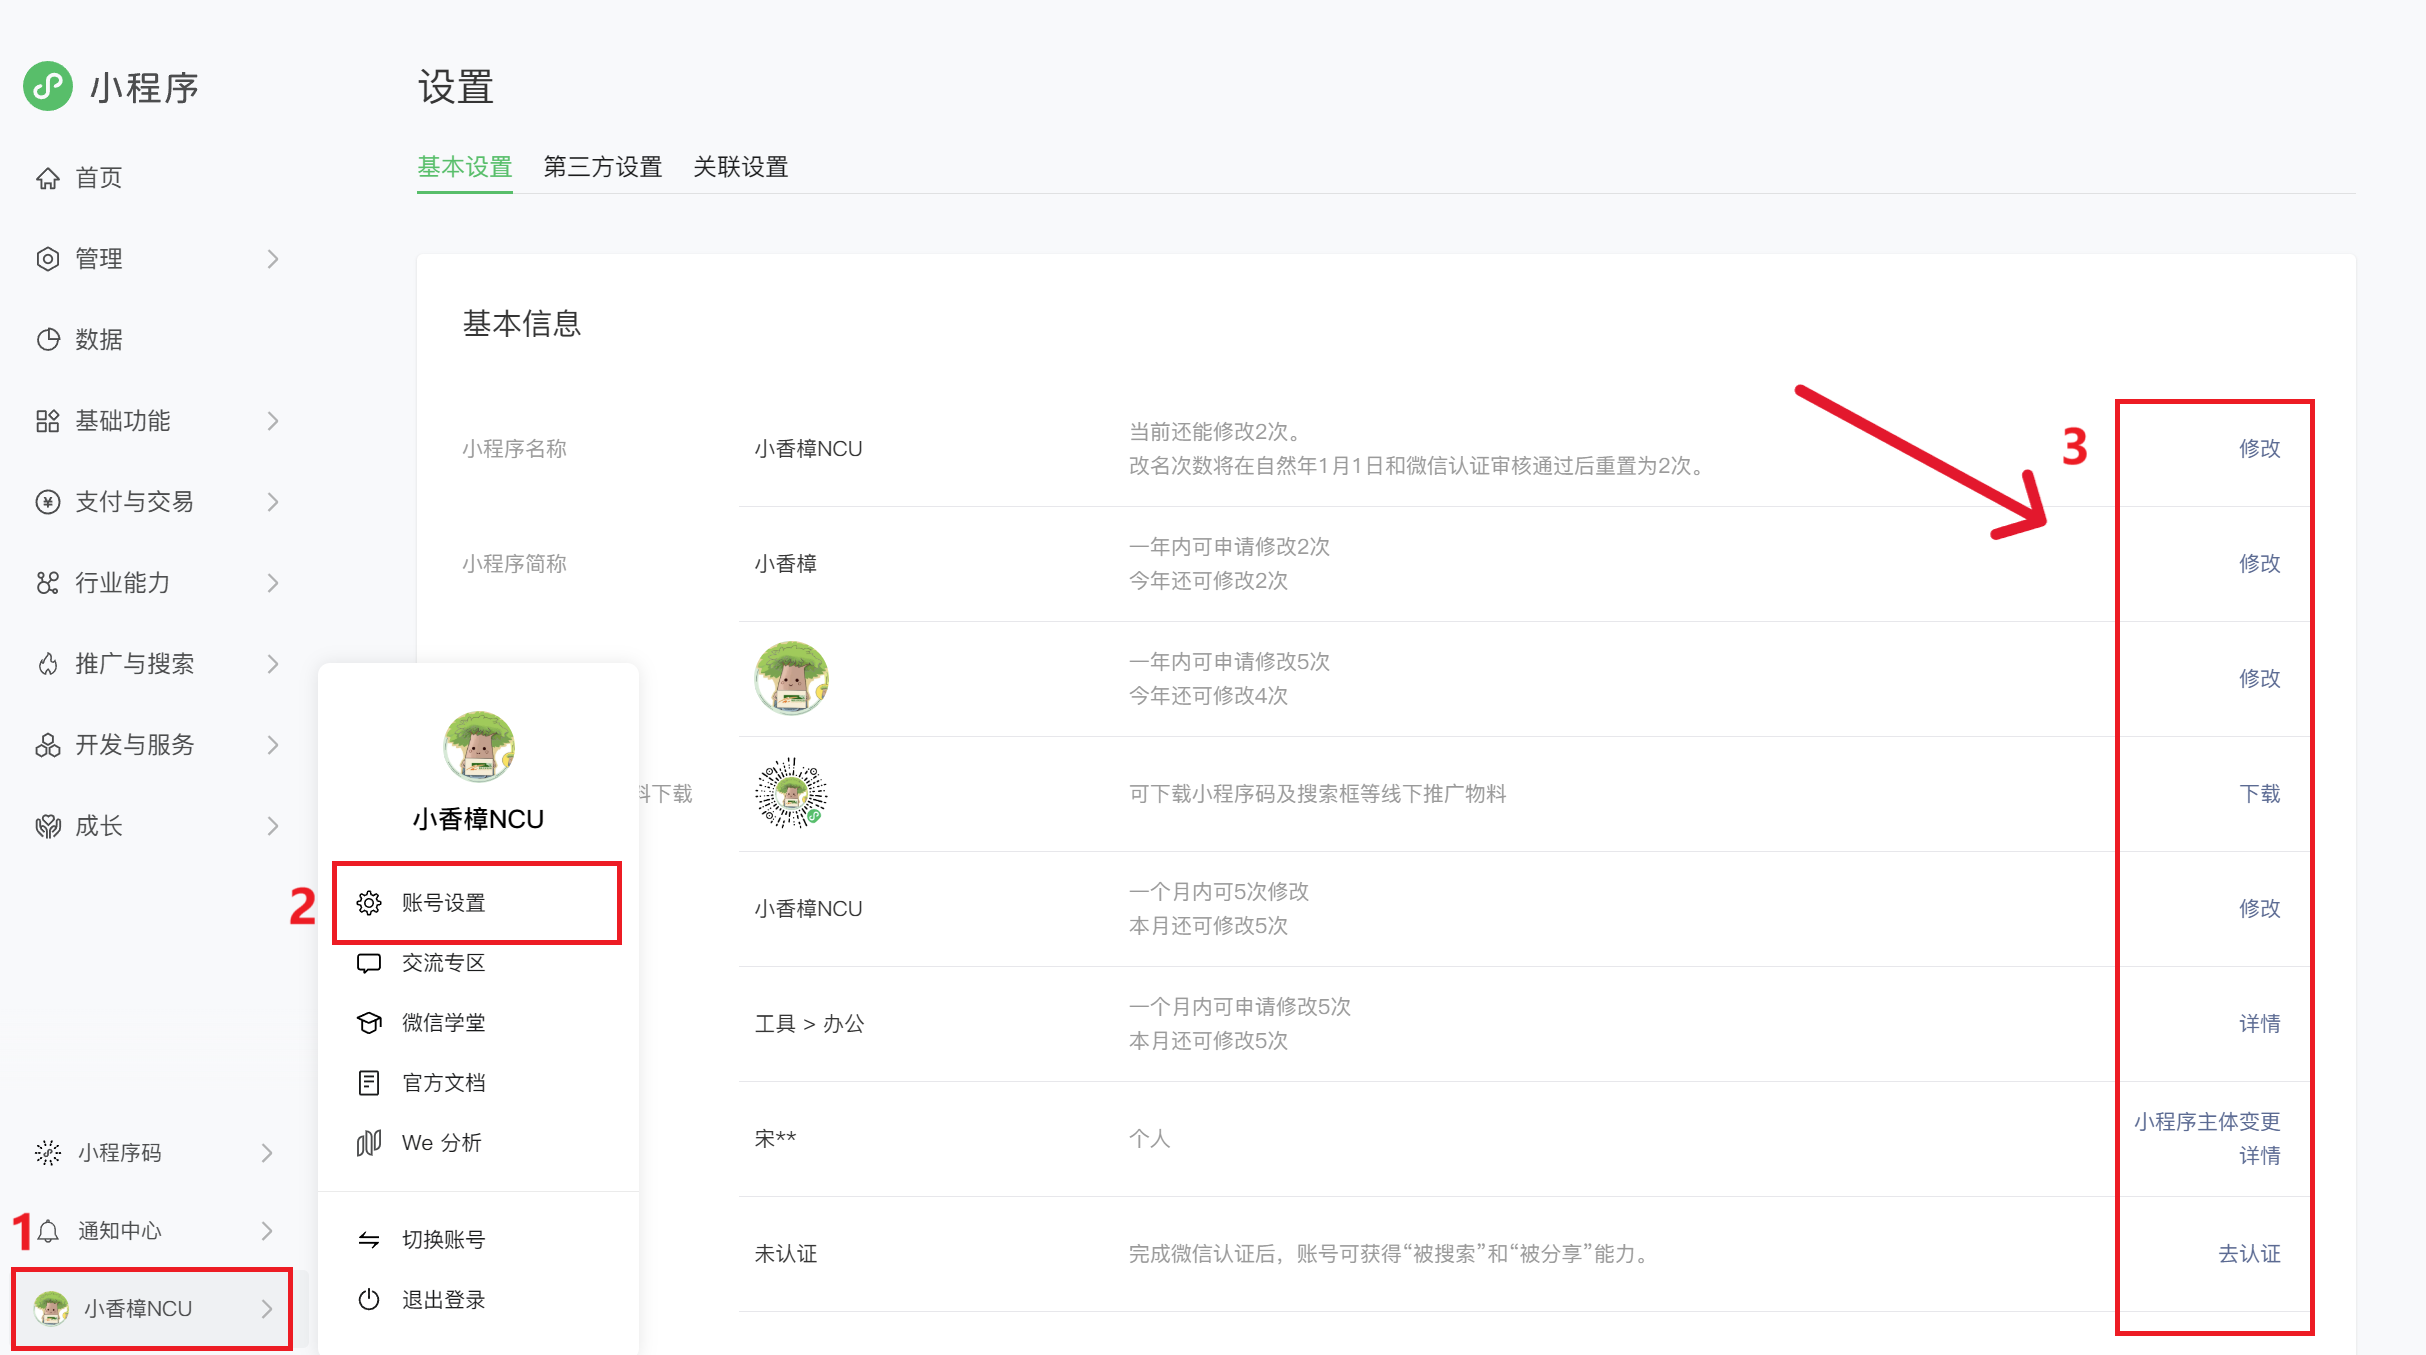 小程序
首页
管理
数据
基础功能
支付与交易
行业能力
推广与搜索
开发与服务
成长
小程序码
1
通知中心
小香樟NCU
设置
基本设置 第三方设置 关联设置
基本信息
3
小程序名称 小香樟NCU 当前还能修改2次。 修改
改名次数将在自然年1月1日和微信认证审核通过后重置为2次。
小程序简称 小香樟 一年内可申请修改2次 修改
今年还可修改2次
一年内可申请修改5次 修改
今年还可修改4次
料下载 可下载小程序码及搜索框等线下推广物料 下载
小香樟NCU 一个月内可5次修改 修改
本月还可修改5次
工具 > 办公 一个月内可申请修改5次 详情
本月还可修改5次
宋** 个人 小程序主体变更
详情
未认证 完成微信认证后，账号可获得“被搜索”和“被分享”能力。 去认证
小香樟NCU
2
账号设置
交流专区
微信学堂
官方文档
We 分析
切换账号
退出登录